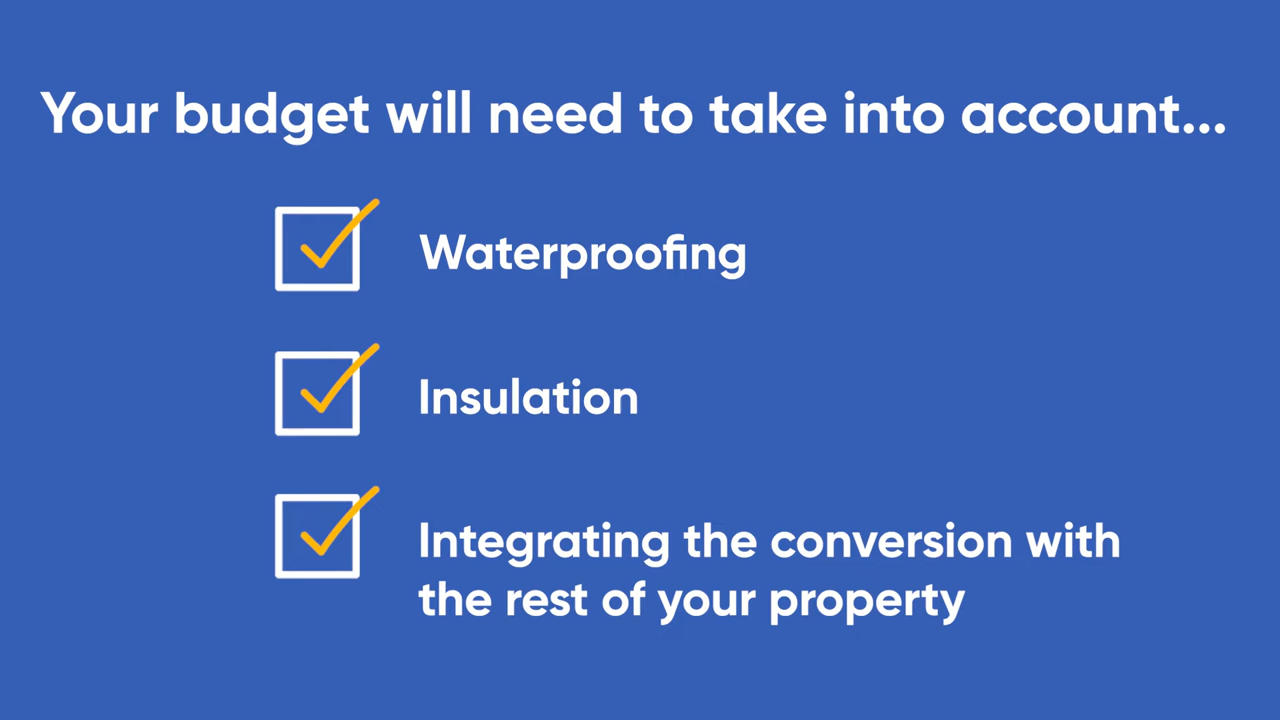 Your budget will need to take into account...
Waterproofing
Insulation
Integrating the conversion with
the rest of your property